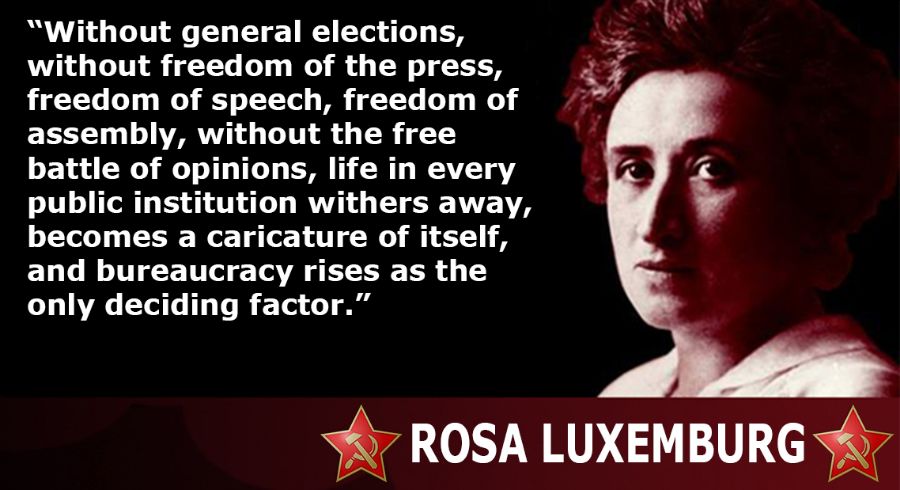 “Without general elections,
without freedom of the press,
freedom of speech, freedom of
assembly, without the free
battle of opinions, life in every
public institution withers away,
becomes a caricature of itself,
and bureaucracy rises as the
only deciding factor.”
ROSA LUXEMBURG